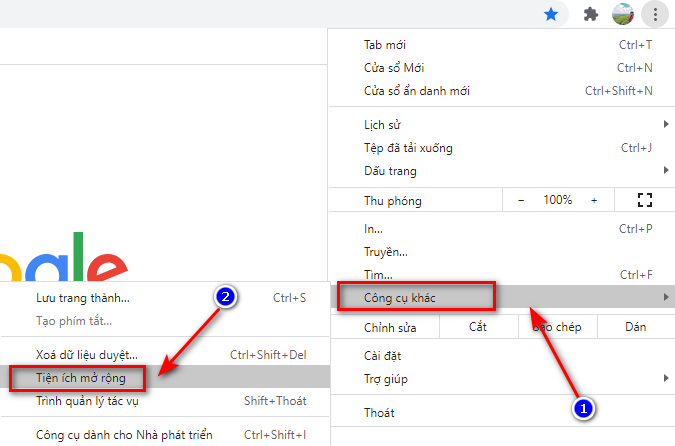 Tab mới Ctrl+T
Cửa sổ Mới Ctrl+N
Cửa sổ ẩn danh mới Ctrl+Shift+N
Lịch sử
Tệp đã tải xuống Ctrl+J
Dấu trang
Thu phóng − 100% +
In... Ctrl+P
Truyền...
Tìm... Ctrl+F
Công cụ khác
Chỉnh sửa Cắt Sao chép Dán
Cài đặt
Trợ giúp
Thoát
1
ogle
Lưu trang thành... Ctrl+S
Tạo phím tắt...
Xoá dữ liệu duyệt... Ctrl+Shift+Del
Tiện ích mở rộng
Trình quản lý tác vụ Shift+Thoát
Công cụ dành cho Nhà phát triển Ctrl+Shift+I
2